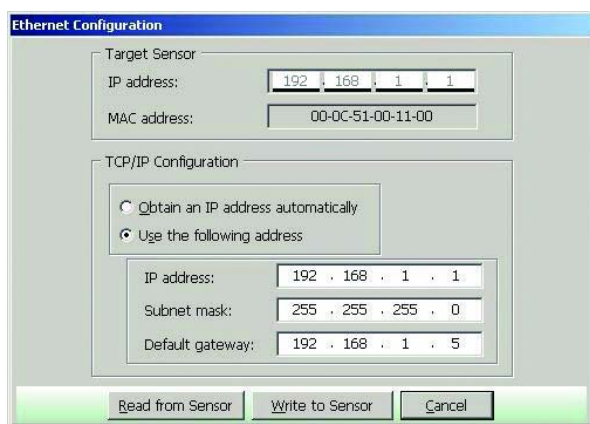 Ethernet Configuration
Target Sensor
IP address: 192 . 168 . 1 . 1
MAC address: 00-0C-51-00-11-00
TCP/IP Configuration
Obtain an IP address automatically
Use the following address
IP address: 192 . 168 . 1 . 1
Subnet mask: 255 . 255 . 255 . 0
Default gateway: 192 . 168 . 1 . 5
Read from Sensor Write to Sensor Cancel